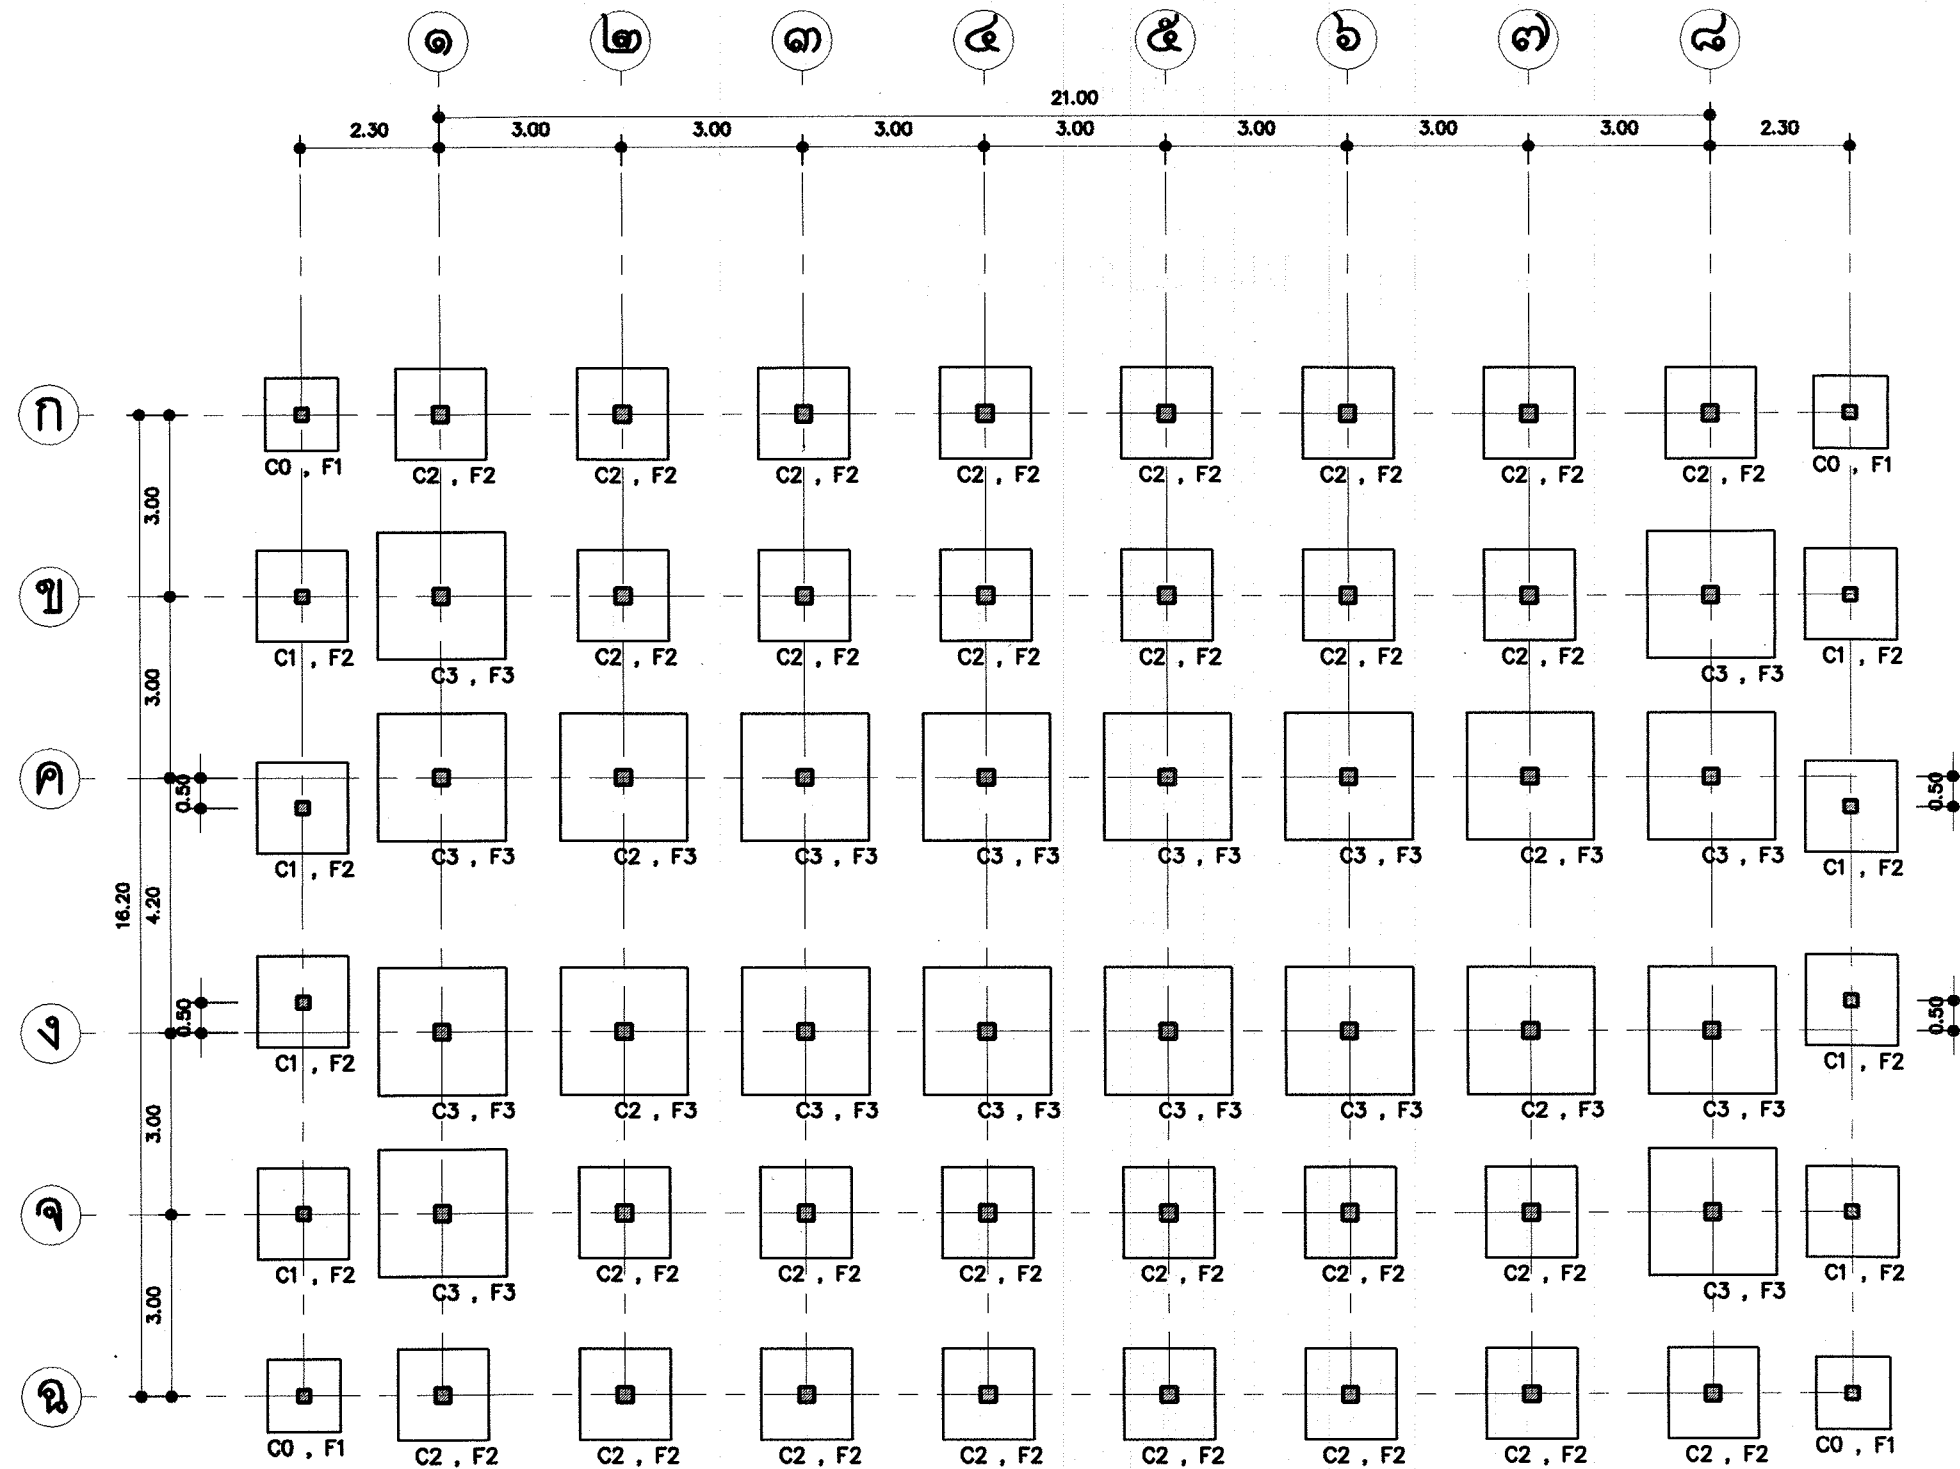 ๑ ๒ ๓ ๔ ๕ ๖ ๗ ๘
21.00
2.30 3.00 3.00 3.00 3.00 3.00 3.00 3.00 2.30
ก
C0 , F1 C2 , F2 C2 , F2 C2 , F2 C2 , F2 C2 , F2 C2 , F2 C2 , F2 C2 , F2 C0 , F1
3.00
ข
C1 , F2 C3 , F3 C2 , F2 C2 , F2 C2 , F2 C2 , F2 C2 , F2 C2 , F2 C3 , F3 C1 , F2
3.00
ค
0.50 0.50
C1 , F2 C3 , F3 C2 , F3 C3 , F3 C3 , F3 C3 , F3 C3 , F3 C2 , F3 C3 , F3 C1 , F2
16.20 4.20
0.50 0.50
ง
C1 , F2 C3 , F3 C2 , F3 C3 , F3 C3 , F3 C3 , F3 C3 , F3 C2 , F3 C3 , F3 C1 , F2
3.00
จ
C1 , F2 C3 , F3 C2 , F2 C2 , F2 C2 , F2 C2 , F2 C2 , F2 C2 , F2 C3 , F3 C1 , F2
3.00
ฉ
C0 , F1 C2 , F2 C2 , F2 C2 , F2 C2 , F2 C2 , F2 C2 , F2 C2 , F2 C2 , F2 C0 , F1